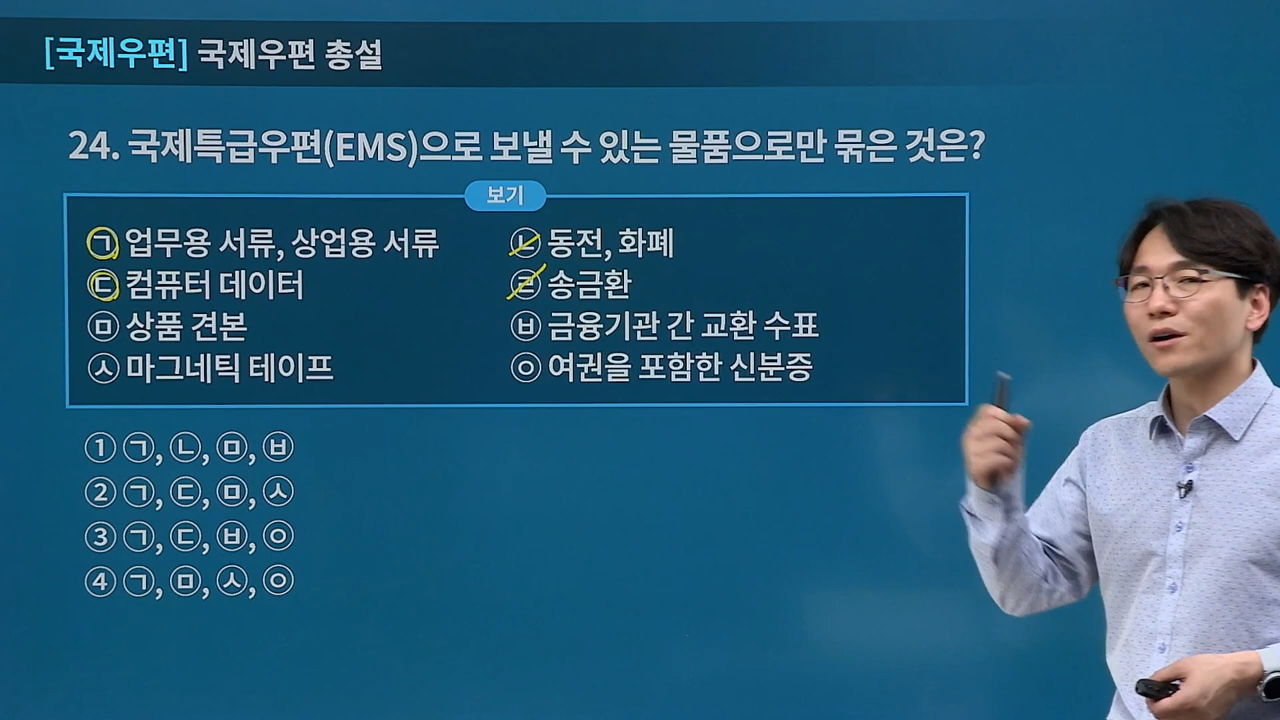 [국제우편] 국제우편 총설
24. 국제특급우편(EMS)으로 보낼 수 있는 물품으로만 묶은 것은?
보기
㉠ 업무용 서류, 상업용 서류 ㉡ 동전, 화폐
㉢ 컴퓨터 데이터 ㉣ 송금환
㉤ 상품 견본 ㉥ 금융기관 간 교환 수표
㉦ 마그네틱 테이프 ㉧ 여권을 포함한 신분증
① ㉠, ㉡, ㉤, ㉥
② ㉠, ㉢, ㉤, ㉦
③ ㉠, ㉢, ㉥, ㉧
④ ㉠, ㉤, ㉦, ㉧